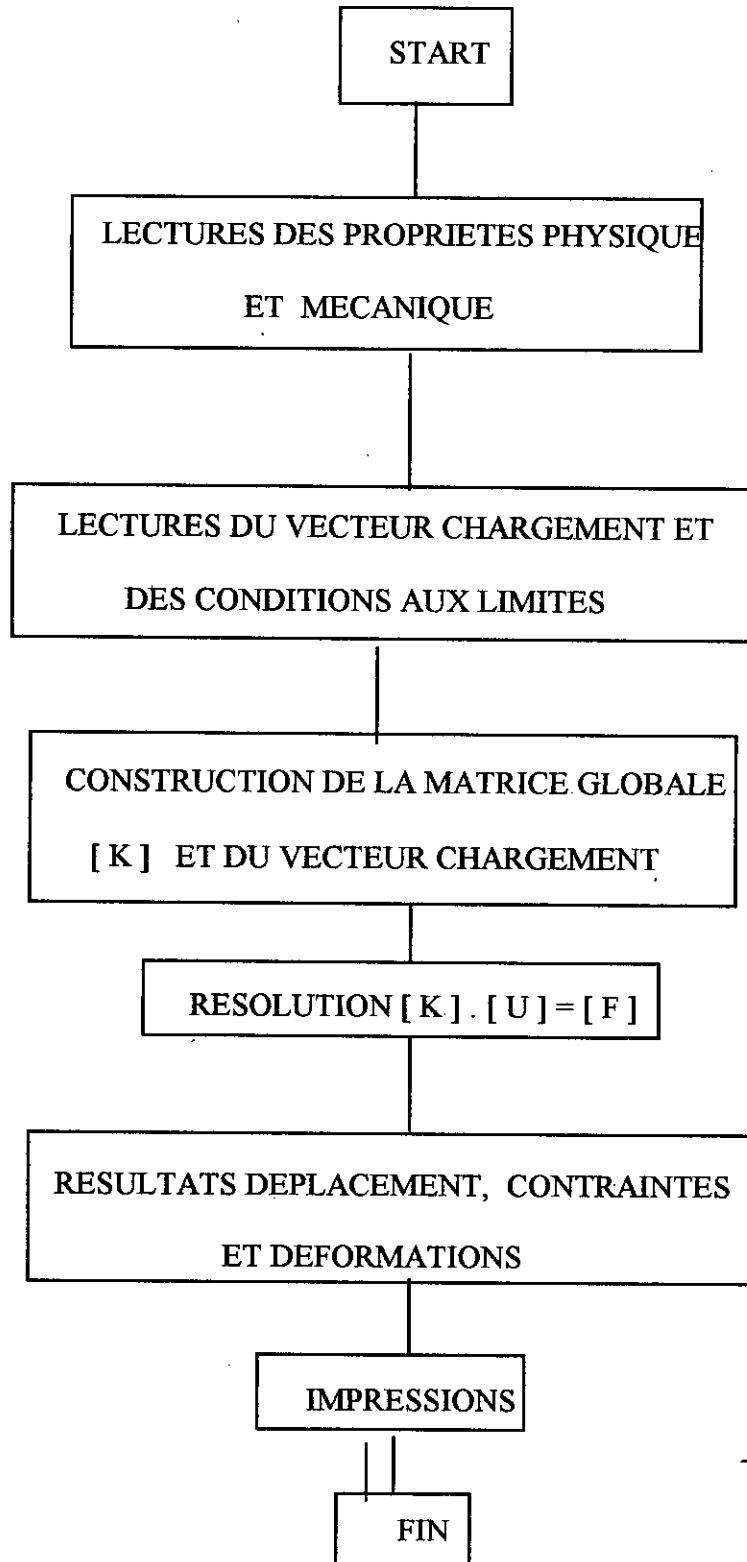 START
LECTURES DES PROPRIETES PHYSIQUE
ET MECANIQUE
LECTURES DU VECTEUR CHARGEMENT ET
DES CONDITIONS AUX LIMITES
CONSTRUCTION DE LA MATRICE GLOBALE
[ K ] ET DU VECTEUR CHARGEMENT
RESOLUTION [ K ] . [ U ] = [ F ]
RESULTATS DEPLACEMENT, CONTRAINTES
ET DEFORMATIONS
IMPRESSIONS
FIN